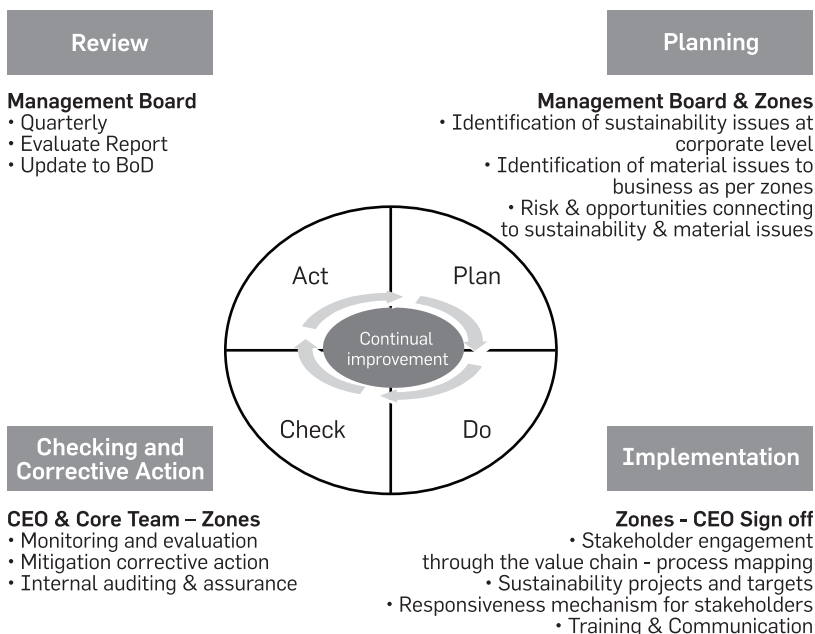 Review
Management Board
• Quarterly
• Evaluate Report
• Update to BoD
Planning
Management Board & Zones
• Identification of sustainability issues at
corporate level
• Identification of material issues to
business as per zones
• Risk & opportunities connecting
to sustainability & material issues
Act
Plan
Continual
improvement
Check
Do
Checking and
Corrective Action
CEO & Core Team – Zones
• Monitoring and evaluation
• Mitigation corrective action
• Internal auditing & assurance
Implementation
Zones - CEO Sign off
• Stakeholder engagement
through the value chain - process mapping
• Sustainability projects and targets
• Responsiveness mechanism for stakeholders
• Training & Communication